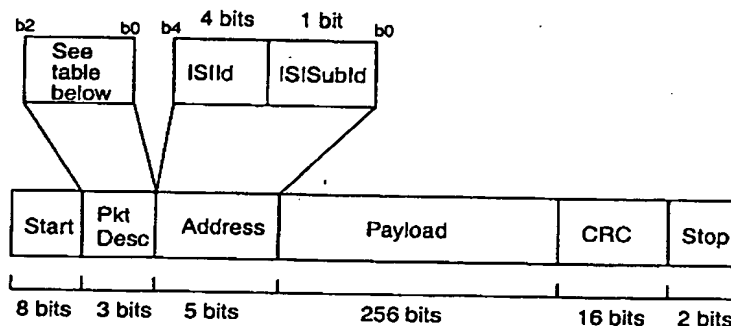 4 bits 1 bit
b2 b0 b4 b0
See
table
below
ISIId ISISubId
Start Pkt
Desc Address Payload CRC Stop
8 bits 3 bits 5 bits 256 bits 16 bits 2 bits